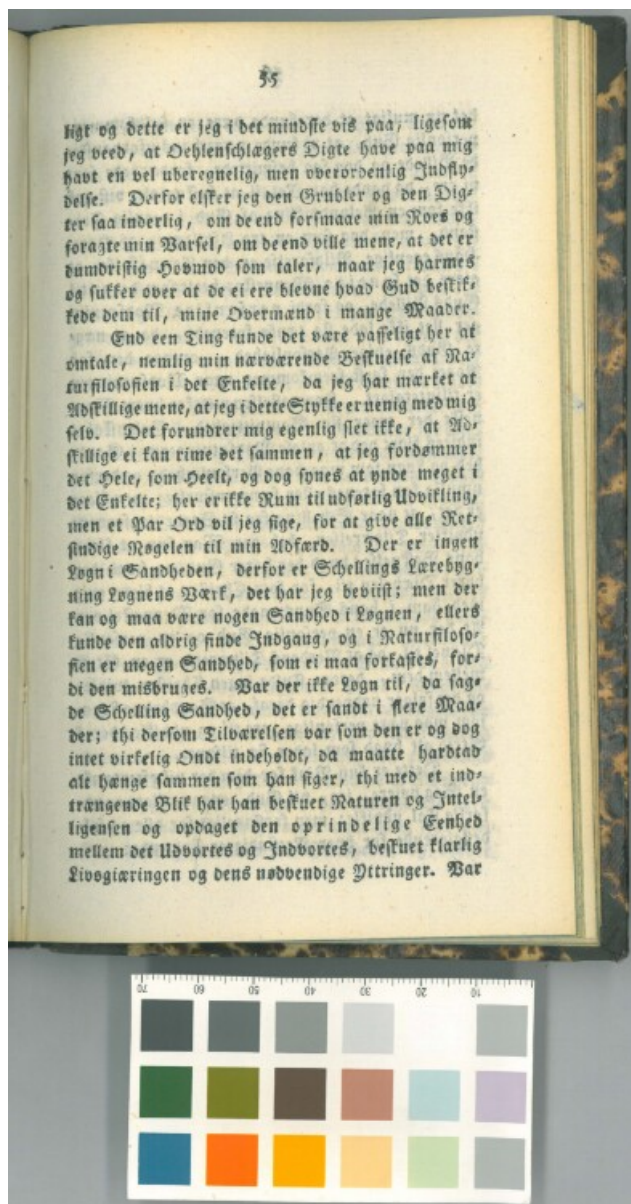 55
ligt og dette er jeg i det mindste vis paa, ligesom
jeg veed, at Oehlenschlægers Digte have paa mig
havt en vel uberegnelig, men overordenlig Indfly-
delse. Derfor elsker jeg den Grubler og den Dig-
ter saa inderlig, om de end forsmaae min Roes og
foragte min Varsel, om de end ville mene, at det er
dumdristig Hovmod som taler, naar jeg harmes
og sukker over at de ei ere blevne hvad Gud beskik-
kede dem til, mine Overmænd i mange Maader.
End een Ting kunde det være passeligt her at
omtale, nemlig min nærværende Beskuelse af Na-
turfilosofien i det Enkelte, da jeg har mærket at
Adskillige mene, at jeg i dette Stykke er uenig med mig
selv. Det forundrer mig egenlig slet ikke, at Ad-
skillige ei kan rime det sammen, at jeg fordømmer
det Hele, som Heelt, og dog synes at ynde meget i
det Enkelte; her er ikke Rum til udførlig Udvikling,
men et Par Ord vil jeg sige, for at give alle Ret-
sindige Nøgelen til min Adfærd. Der er ingen
Løgn i Sandheden, derfor er Schellings Lærebyg-
ning Løgnens Værk, det har jeg beviist; men der
kan og maa være nogen Sandhed i Løgnen, ellers
kunde den aldrig finde Indgang, og i Naturfiloso-
fien er megen Sandhed, som ei maa forkastes, for-
di den misbruges. Var der ikke Løgn til, da sag-
de Schelling Sandhed, det er sandt i flere Maa-
der; thi dersom Tilværelsen var som den er og dog
intet virkelig Ondt indeholdt, da maatte hardtad
alt hænge sammen som han siger, thi med et ind-
trængende Blik har han beskuet Naturen og Intel-
ligensen og opdaget den oprindelige Eenhed
mellem det Udvortes og Indvortes, beskuet klarlig
Livsgiæringen og dens nødvendige Yttringer. Var
70 60 50 40 30 20 10